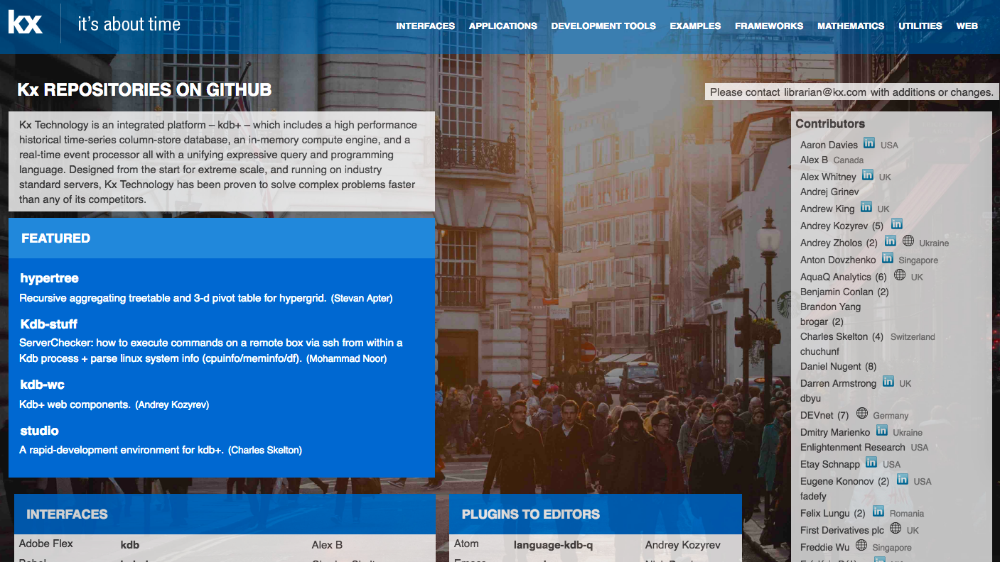 kx it's about time
INTERFACES APPLICATIONS DEVELOPMENT TOOLS EXAMPLES FRAMEWORKS MATHEMATICS UTILITIES WEB
Kx REPOSITORIES ON GITHUB
Please contact librarian@kx.com with additions or changes.
Kx Technology is an integrated platform – kdb+ – which includes a high performance
historical time-series column-store database, an in-memory compute engine, and a
real-time event processor all with a unifying expressive query and programming
language. Designed from the start for extreme scale, and running on industry
standard servers, Kx Technology has been proven to solve complex problems faster
than any of its competitors.
FEATURED
hypertree
Recursive aggregating treetable and 3-d pivot table for hypergrid. (Stevan Apter)
Kdb-stuff
ServerChecker: how to execute commands on a remote box via ssh from within a
Kdb process + parse linux system info (cpuinfo/meminfo/df). (Mohammad Noor)
kdb-wc
Kdb+ web components. (Andrey Kozyrev)
studio
A rapid-development environment for kdb+. (Charles Skelton)
INTERFACES
Adobe Flex kdb Alex B
PLUGINS TO EDITORS
Atom language-kdb-q Andrey Kozyrev
Contributors
Aaron Davies in USA
Alex B Canada
Alex Whitney in UK
Andrej Grinev
Andrew King in UK
Andrey Kozyrev (5) in
Andrey Zholos (2) in Ukraine
Anton Dovzhenko in Singapore
AquaQ Analytics (6) UK
Benjamin Conlan (2)
Brandon Yang
brogar (2)
Charles Skelton (4) Switzerland
chuchunf
Daniel Nugent (8)
Darren Armstrong in UK
dbyu
DEVnet (7) Germany
Dmitry Marienko in Ukraine
Enlightenment Research USA
Etay Schnapp in USA
Eugene Kononov (2) in USA
fadefy
Felix Lungu (2) in Romania
First Derivatives plc UK
Freddie Wu Singapore